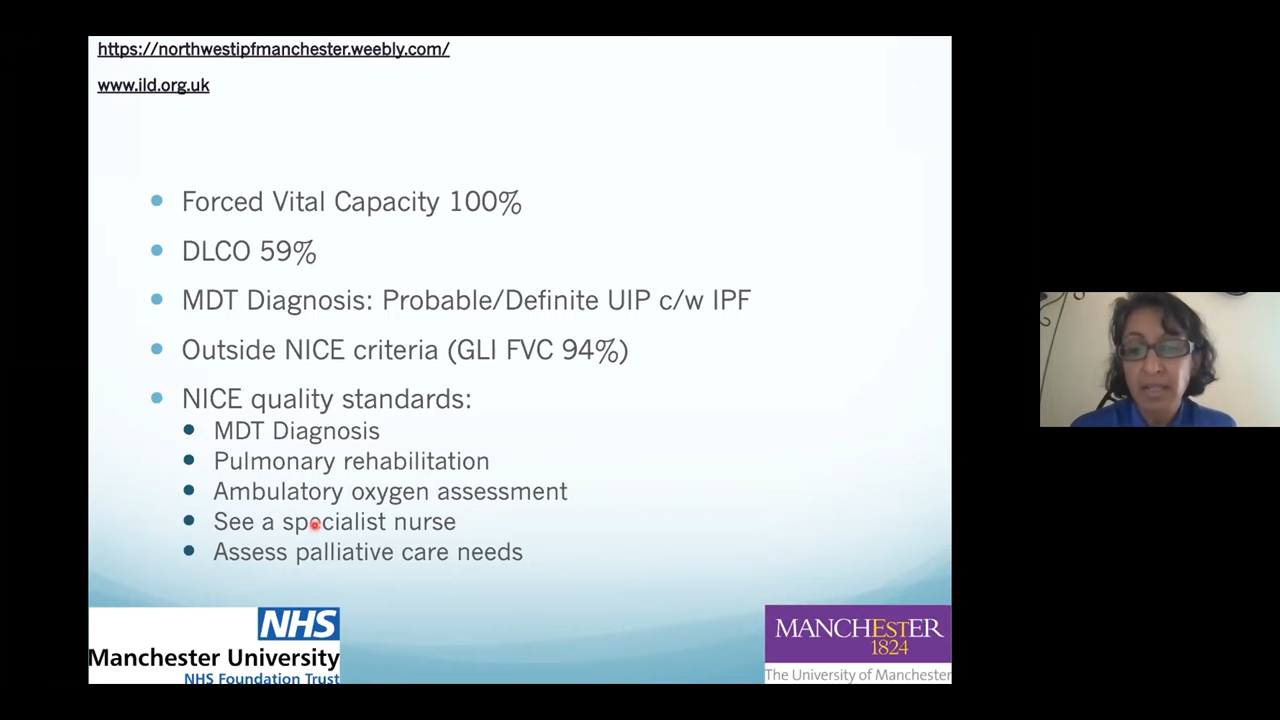 https://northwestipfmanchester.weebly.com/
www.ild.org.uk
Forced Vital Capacity 100%
DLCO 59%
MDT Diagnosis: Probable/Definite UIP c/w IPF
Outside NICE criteria (GLI FVC 94%)
NICE quality standards:
MDT Diagnosis
Pulmonary rehabilitation
Ambulatory oxygen assessment
See a specialist nurse
Assess palliative care needs
NHS
Manchester University
NHS Foundation Trust
MANCHESTER
1824
The University of Manchester